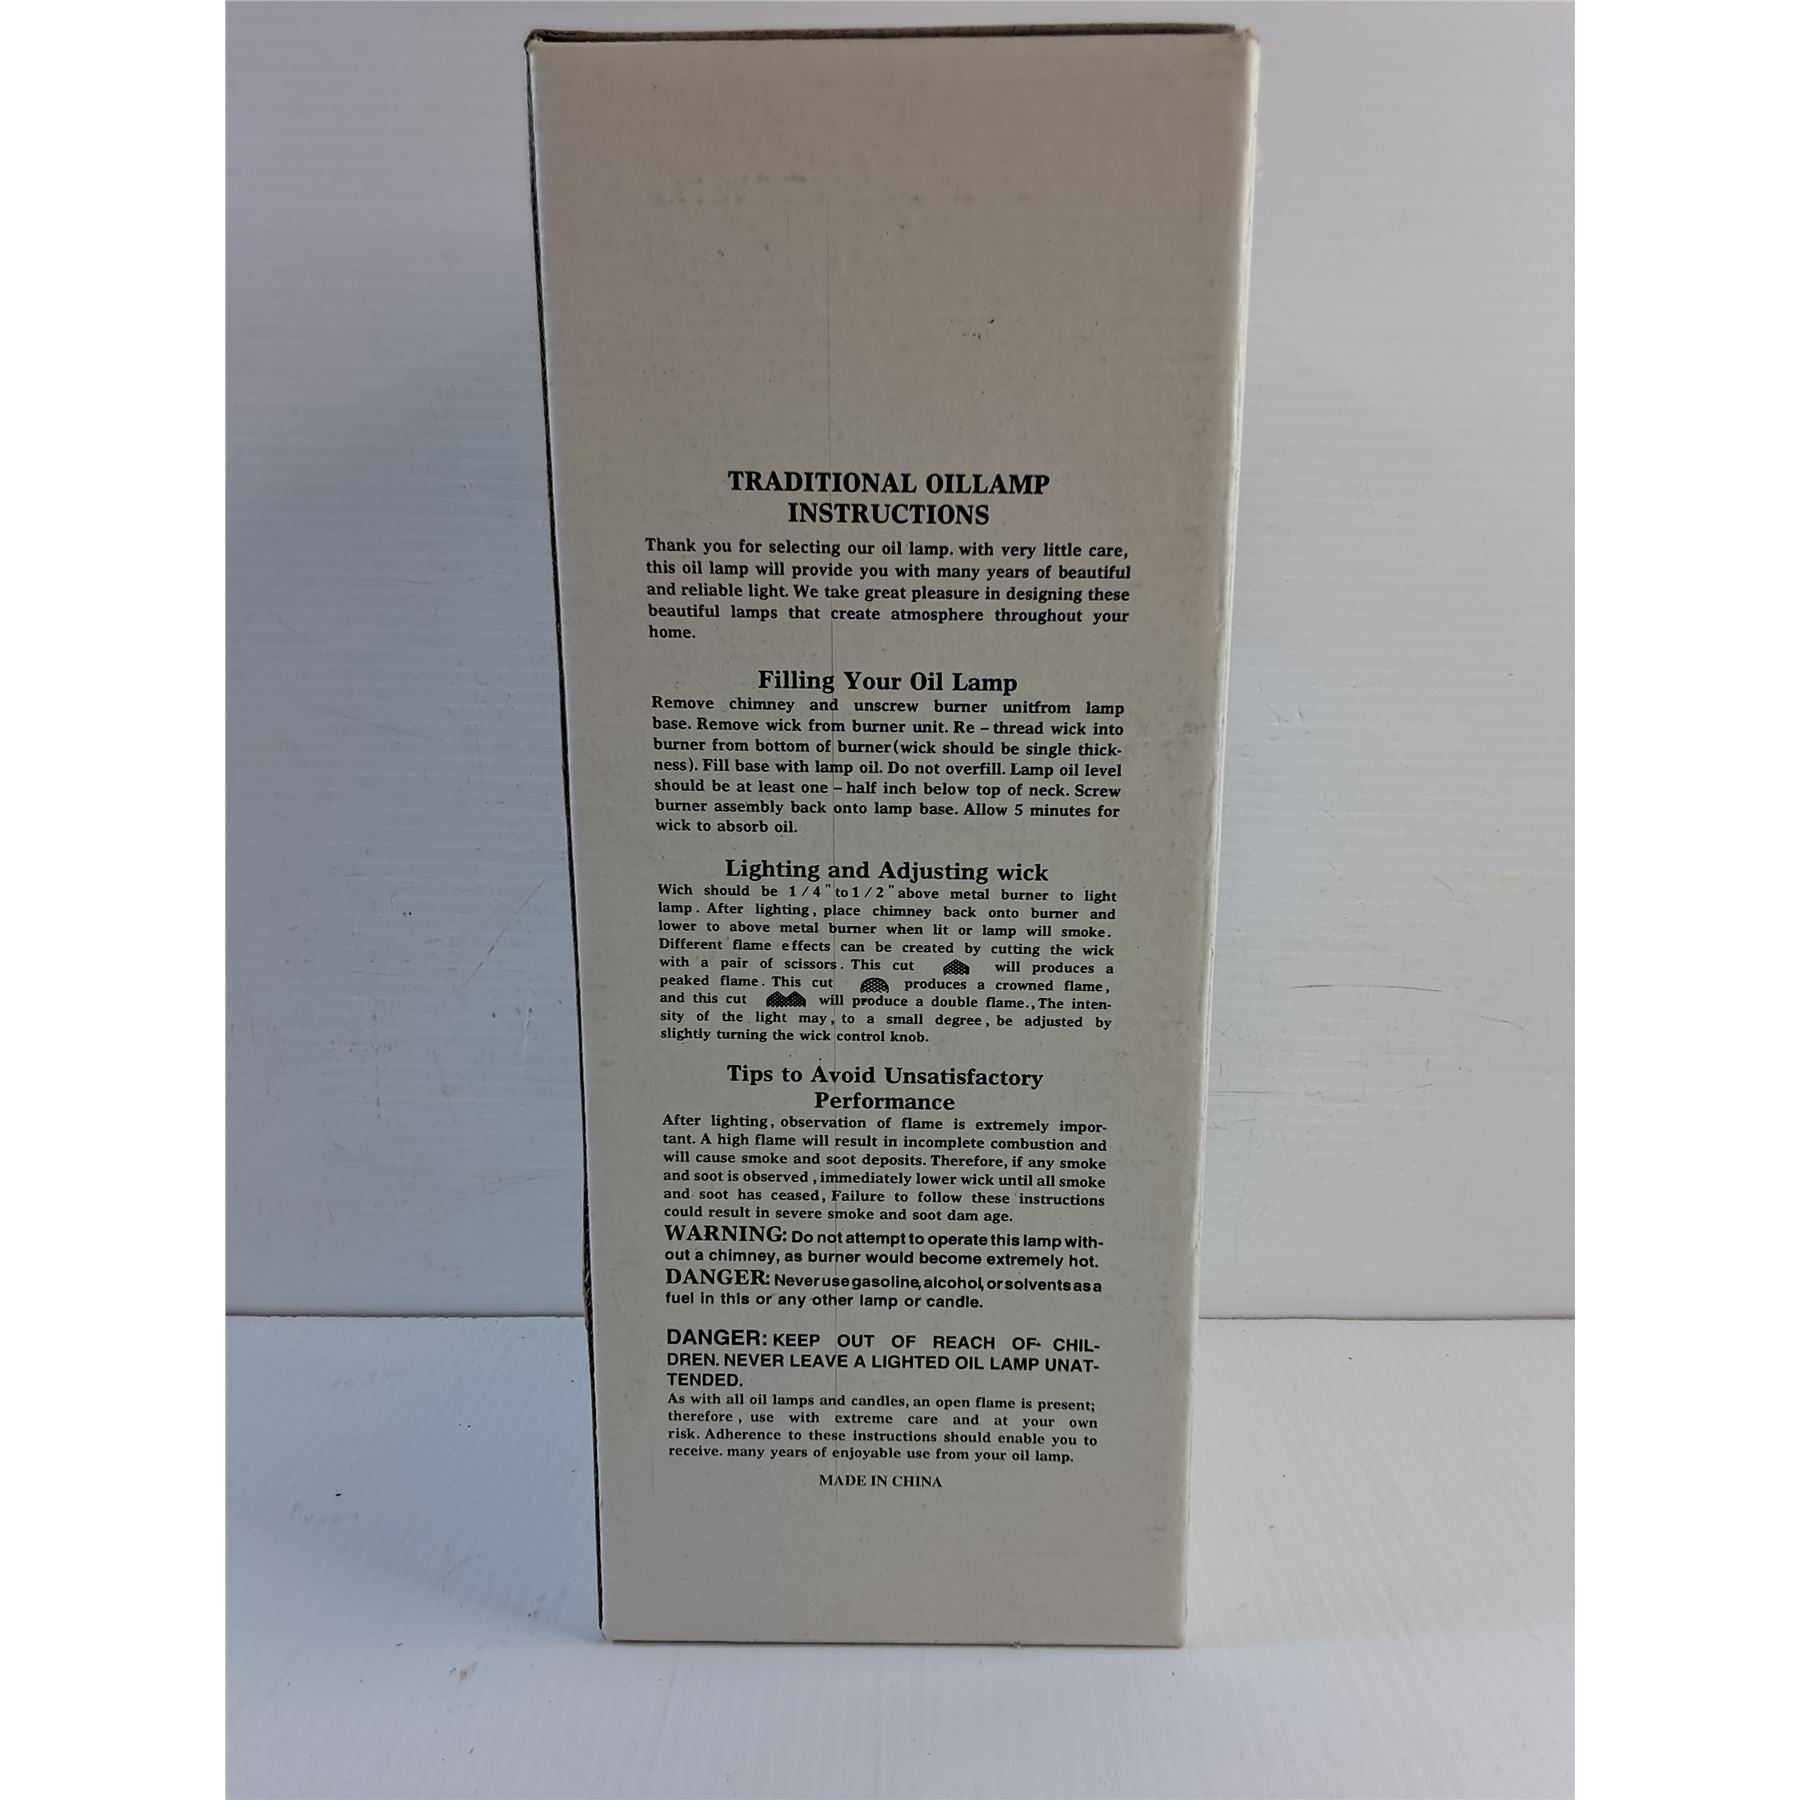 TRADITIONAL OILLAMP
INSTRUCTIONS
Thank you for selecting our oil lamp. with very little care,
this oil lamp will provide you with many years of beautiful
and reliable light. We take great pleasure in designing these
beautiful lamps that create atmosphere throughout your
home.
Filling Your Oil Lamp
Remove chimney and unscrew burner unitfrom lamp
base. Remove wick from burner unit. Re – thread wick into
burner from bottom of burner(wick should be single thick-
ness). Fill base with lamp oil. Do not overfill. Lamp oil level
should be at least one – half inch below top of neck. Screw
burner assembly back onto lamp base. Allow 5 minutes for
wick to absorb oil.
Lighting and Adjusting wick
Wich should be 1/4" to 1/2" above metal burner to light
lamp. After lighting, place chimney back onto burner and
lower to above metal burner when lit or lamp will smoke.
Different flame effects can be created by cutting the wick
with a pair of scissors. This cut will produces a
peaked flame. This cut produces a crowned flame,
and this cut will produce a double flame., The inten-
sity of the light may, to a small degree, be adjusted by
slightly turning the wick control knob.
Tips to Avoid Unsatisfactory
Performance
After lighting, observation of flame is extremely impor-
tant. A high flame will result in incomplete combustion and
will cause smoke and soot deposits. Therefore, if any smoke
and soot is observed, immediately lower wick until all smoke
and soot has ceased, Failure to follow these instructions
could result in severe smoke and soot dam age.
WARNING: Do not attempt to operate this lamp with-
out a chimney, as burner would become extremely hot.
DANGER: Never use gasoline, alcohol, or solvents as a
fuel in this or any other lamp or candle.
DANGER: KEEP OUT OF REACH OF CHIL-
DREN. NEVER LEAVE A LIGHTED OIL LAMP UNAT-
TENDED.
As with all oil lamps and candles, an open flame is present;
therefore, use with extreme care and at your own
risk. Adherence to these instructions should enable you to
receive. many years of enjoyable use from your oil lamp.
MADE IN CHINA